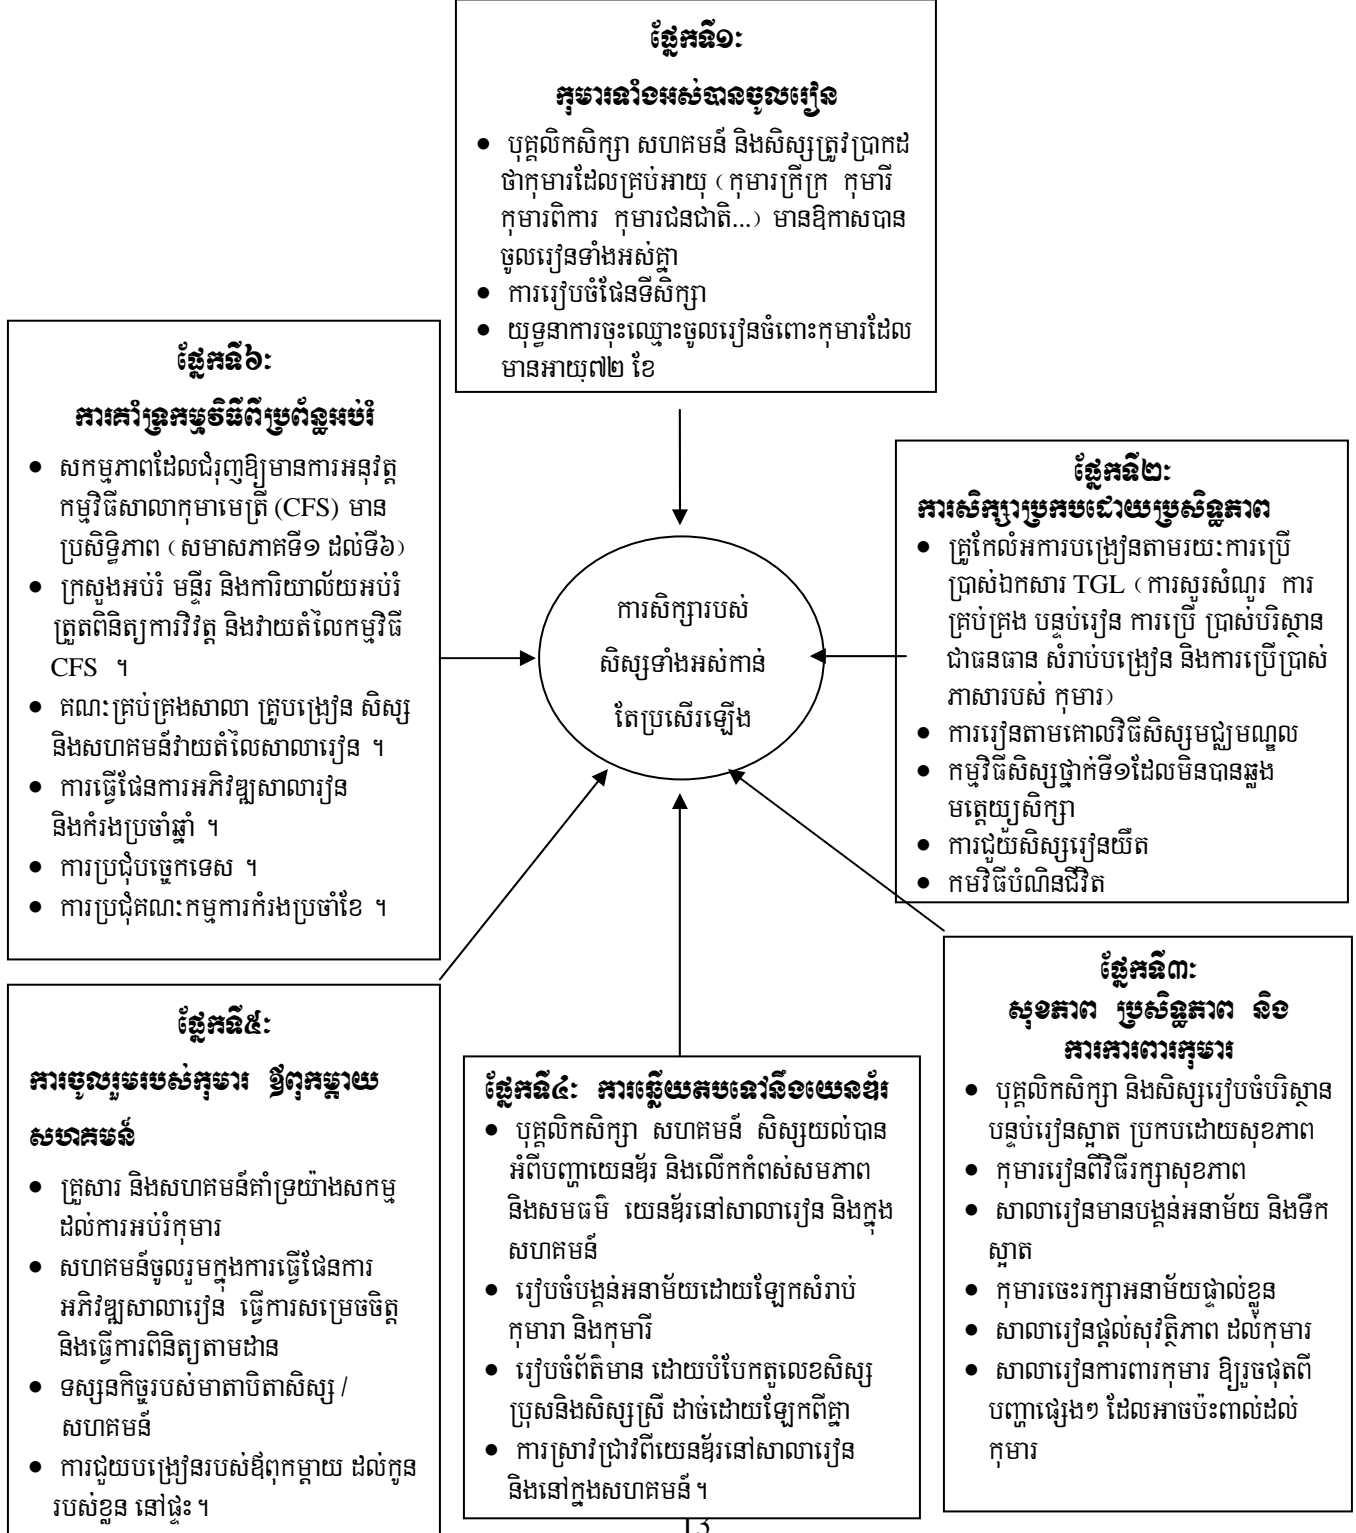 ផ្នែកទី១:
កុមារទាំងអស់បានចូលរៀន
• បុគ្គលិកសិក្សា សហគមន៍ និងសិស្សត្រូវប្រាកដ
ថាកុមារដែលគ្រប់អាយុ (កុមារក្រីក្រ កុមារី
កុមារពិការ កុមារជនជាតិ...) មានឱកាសបាន
ចូលរៀនទាំងអស់គ្នា
• ការរៀបចំផែនទីសិក្សា
• យុទ្ធនាការចុះឈ្មោះចូលរៀនចំពោះកុមារដែល
មានអាយុ៧២ ខែ
ផ្នែកទី២:
ការសិក្សាប្រកបដោយប្រសិទ្ធភាព
• គ្រូកែលំអការបង្រៀនតាមរយៈការប្រើ
ប្រាស់ឯកសារ TGL (ការសួរសំណួរ ការ
គ្រប់គ្រង បន្ទប់រៀន ការប្រើ ប្រាស់បរិស្ថាន
ជាធនធាន សំរាប់បង្រៀន និងការប្រើប្រាស់
ភាសារបស់ កុមារ)
• ការរៀនតាមគោលវិធីសិស្សមជ្ឈមណ្ឌល
• កម្មវិធីសិស្សថ្នាក់ទី១ដែលមិនបានឆ្លង
មត្តេយ្យសិក្សា
• ការជួយសិស្សរៀនយឺត
• កមវិធីបំណិនជីវិត
ផ្នែកទី៣:
សុខភាព ប្រសិទ្ធភាព និង
ការការពារកុមារ
• បុគ្គលិកសិក្សា និងសិស្សរៀបចំបរិស្ថាន
បន្ទប់រៀនស្អាត ប្រកបដោយសុខភាព
• កុមាររៀនពីវិធីរក្សាសុខភាព
• សាលារៀនមានបង្គន់អនាម័យ និងទឹក
ស្អាត
• កុមារចេះរក្សាអនាម័យផ្ទាល់ខ្លួន
• សាលារៀនផ្តល់សុវត្ថិភាព ដល់កុមារ
• សាលារៀនការពារកុមារ ឱ្យរួចផុតពី
បញ្ហាផ្សេងៗ ដែលអាចប៉ះពាល់ដល់
កុមារ
ផ្នែកទី៤: ការឆ្លើយតបទៅនឹងយេនឌ័រ
• បុគ្គលិកសិក្សា សហគមន៍ សិស្សយល់បាន
អំពីបញ្ហាយេនឌ័រ និងលើកកំពស់សមភាព
និងសមធម៌ យេនឌ័រនៅសាលារៀន និងក្នុង
សហគមន៍
• រៀបចំបង្គន់អនាម័យដោយឡែកសំរាប់
កុមារា និងកុមារី
• រៀបចំព័ត៌មាន ដោយបំបែកតួលេខសិស្ស
ប្រុសនិងសិស្សស្រី ដាច់ដោយឡែកពីគ្នា
• ការស្រាវជ្រាវពីយេនឌ័រនៅសាលារៀន
និងនៅក្នុងសហគមន៍។
ផ្នែកទី៥:
ការចូលរួមរបស់កុមារ ឪពុកម្តាយ
សហគមន៍
• គ្រួសារ និងសហគមន៍គាំទ្រយ៉ាងសកម្ម
ដល់ការអប់រំកុមារ
• សហគមន៍ចូលរួមក្នុងការធ្វើផែនការ
អភិវឌ្ឍសាលារៀន ធ្វើការសម្រេចចិត្ត
និងធ្វើការពិនិត្យតាមដាន
• ទស្សនកិច្ចរបស់មាតាបិតាសិស្ស /
សហគមន៍
• ការជួយបង្រៀនរបស់ឪពុកម្តាយ ដល់កូន
របស់ខ្លួន នៅផ្ទះ។
ផ្នែកទី៦:
ការគាំទ្រកម្មវិធីពីប្រព័ន្ធអប់រំ
• សកម្មភាពដែលជំរុញឱ្យមានការអនុវត្ត
កម្មវិធីសាលាកុមារមេត្រី (CFS) មាន
ប្រសិទ្ធិភាព (សមាសភាគទី១ ដល់ទី៦)
• ក្រសួងអប់រំ មន្ទីរ និងការិយាល័យអប់រំ
ត្រួតពិនិត្យការវិវត្ត និងវាយតំលៃកម្មវិធី
CFS ។
• គណៈគ្រប់គ្រងសាលា គ្រូបង្រៀន សិស្ស
និងសហគមន៍វាយតំលៃសាលារៀន ។
• ការធ្វើផែនការអភិវឌ្ឍសាលារៀន
និងកំរងប្រចាំឆ្នាំ ។
• ការប្រជុំបច្ចេកទេស ។
• ការប្រជុំគណៈកម្មការកំរងប្រចាំខែ ។
ការសិក្សារបស់
សិស្សទាំងអស់កាន់
តែប្រសើរឡើង
13